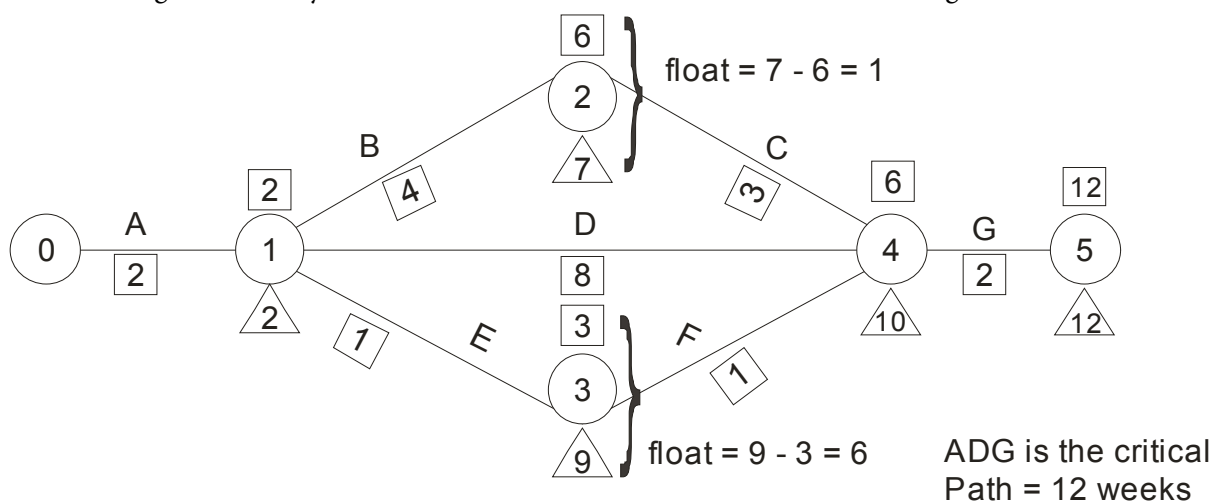 6
2
float = 7 - 6 = 1
7
B
4
C
3
2
6
12
A
D
G
0
1
4
5
2
8
2
2
10
12
1
E
3
F
1
3
9
float = 9 - 3 = 6
ADG is the critical
Path = 12 weeks